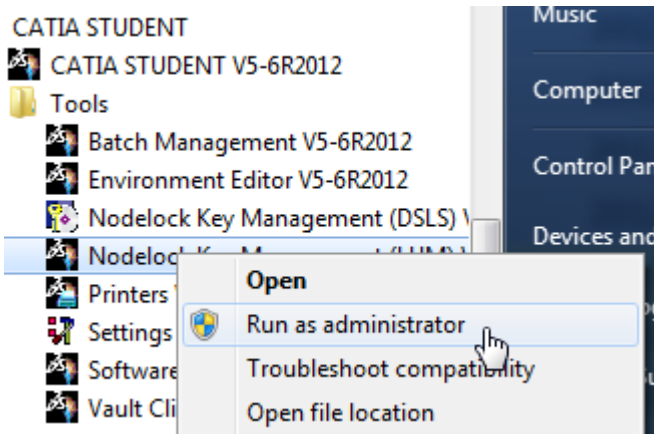 CATIA STUDENT
CATIA STUDENT V5-6R2012
Tools
Batch Management V5-6R2012
Environment Editor V5-6R2012
Nodelock Key Management (DSLS)
Nodelock
Printers
Settings
Software
Vault Cli
Open
Run as administrator
Troubleshoot compatibility
Open file location
Music
Computer
Control Pan
Devices and